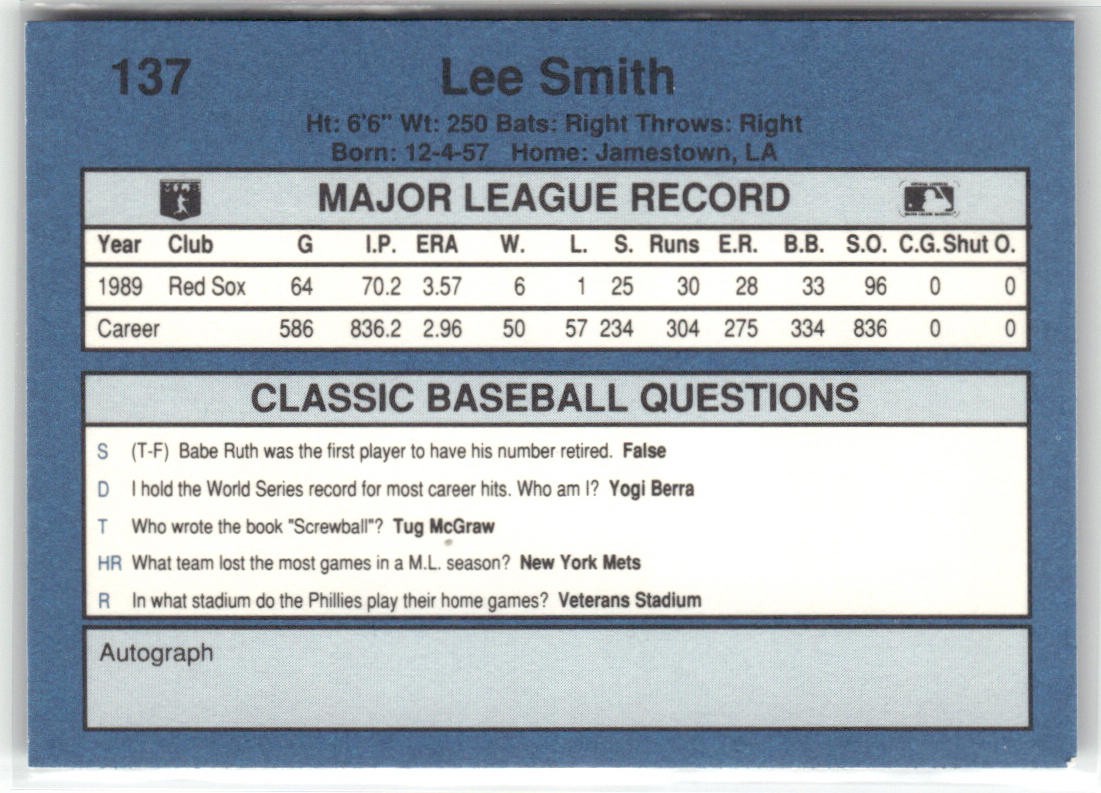 137 Lee Smith
Ht: 6'6" Wt: 250 Bats: Right Throws: Right
Born: 12-4-57 Home: Jamestown, LA
MAJOR LEAGUE RECORD
Year Club G I.P. ERA W. L. S. Runs E.R. B.B. S.O. C.G. Shut O.
1989 Red Sox 64 70.2 3.57 6 1 25 30 28 33 96 0 0
Career 586 836.2 2.96 50 57 234 304 275 334 836 0 0
CLASSIC BASEBALL QUESTIONS
S (T-F) Babe Ruth was the first player to have his number retired. False
D I hold the World Series record for most career hits. Who am I? Yogi Berra
T Who wrote the book "Screwball"? Tug McGraw
HR What team lost the most games in a M.L. season? New York Mets
R In what stadium do the Phillies play their home games? Veterans Stadium
Autograph